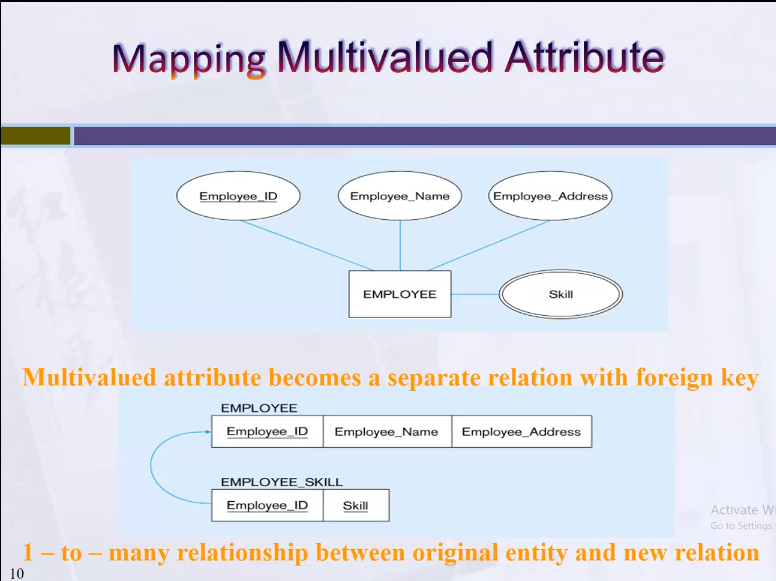 Mapping Multivalued Attribute
Employee_ID Employee_Name Employee_Address
EMPLOYEE Skill
Multivalued attribute becomes a separate relation with foreign key
EMPLOYEE
Employee_ID Employee_Name Employee_Address
EMPLOYEE_SKILL
Employee_ID Skill
Activate W
Go to Settings
1 – to – many relationship between original entity and new relation
10